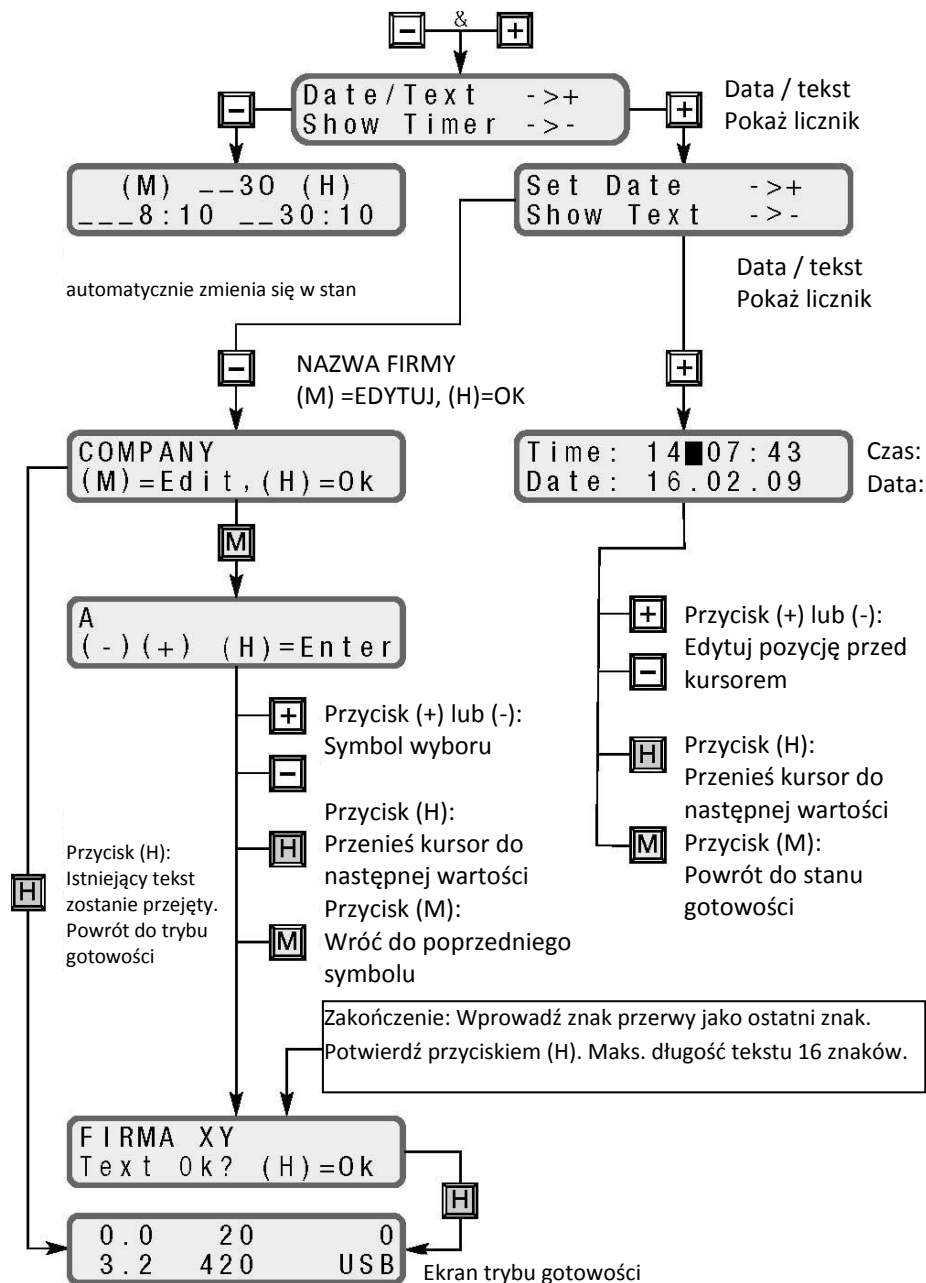 - & +
Date/Text ->+
Show Timer ->-
Data / tekst
Pokaż licznik
-
+
(M) __30 (H)
___8:10 __30:10
Set Date ->+
Show Text ->-
automatycznie zmienia się w stan
Data / tekst
Pokaż licznik
-
NAZWA FIRMY
(M) =EDYTUJ, (H)=OK
+
COMPANY
(M)=Edit,(H)=Ok
Time: 14 07:43
Date: 16.02.09
Czas:
Data:
M
A
(-)(+) (H)=Enter
+
-
Przycisk (+) lub (-):
Symbol wyboru
H
Przycisk (H):
Przenieś kursor do
następnej wartości
M
Przycisk (M):
Wróć do poprzedniego
symbolu
+
-
Przycisk (+) lub (-):
Edytuj pozycję przed
kursorem
H
Przycisk (H):
Przenieś kursor do
następnej wartości
M
Przycisk (M):
Powrót do stanu
gotowości
H
Przycisk (H):
Istniejący tekst
zostanie przejęty.
Powrót do trybu
gotowości
Zakończenie: Wprowadź znak przerwy jako ostatni znak.
Potwierdź przyciskiem (H). Maks. długość tekstu 16 znaków.
FIRMA XY
Text Ok? (H)=Ok
H
0.0 20 0
3.2 420 USB
Ekran trybu gotowości